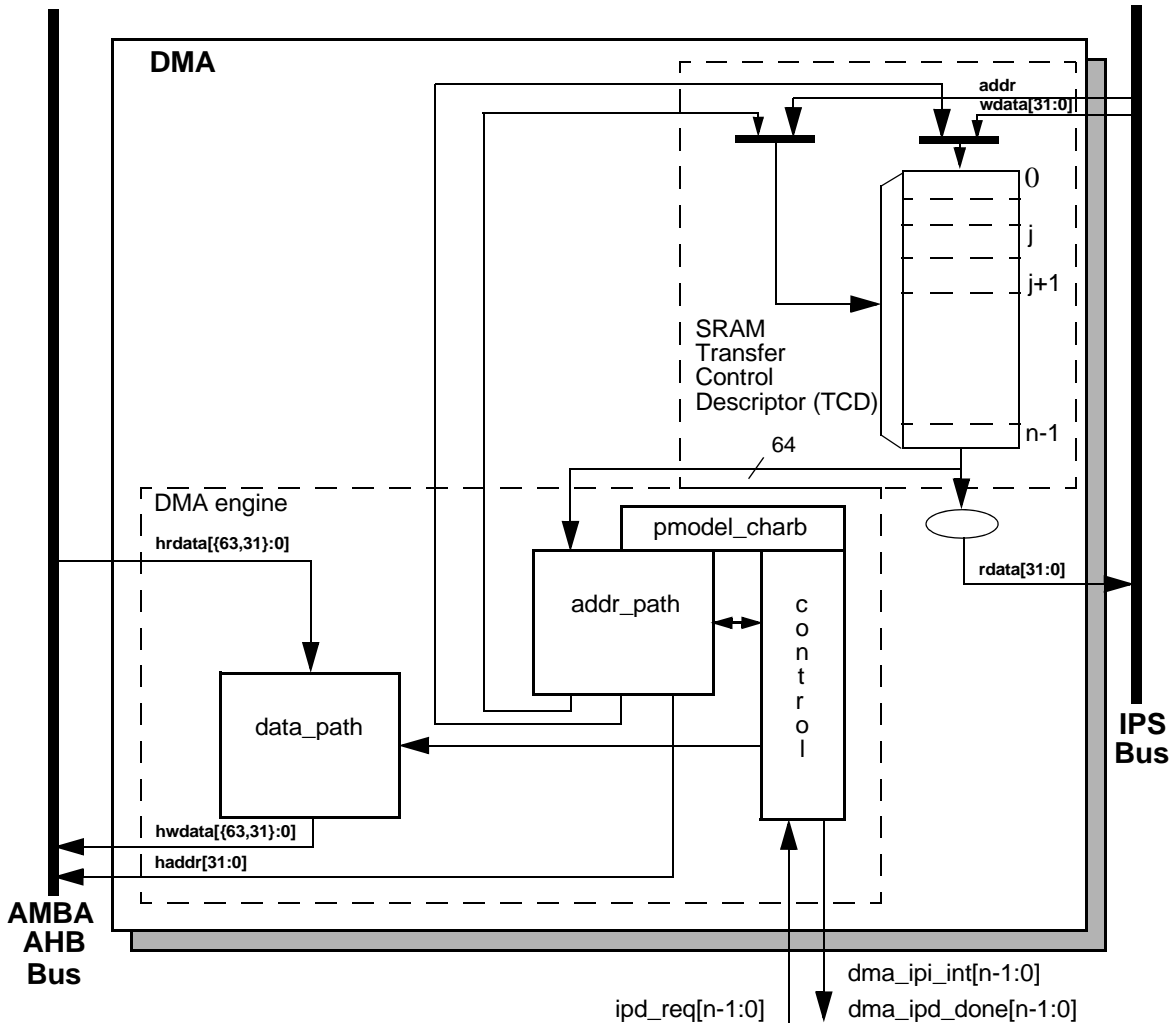 DMA
addr
wdata[31:0]
0
j
j+1
SRAM
Transfer
Control
Descriptor (TCD)
n-1
64
DMA engine
pmodel_charb
hrdata[{63,31}:0]
rdata[31:0]
addr_path
control
data_path
IPS
Bus
hwdata[{63,31}:0]
haddr[31:0]
AMBA
AHB
Bus
dma_ipi_int[n-1:0]
ipd_req[n-1:0]
dma_ipd_done[n-1:0]